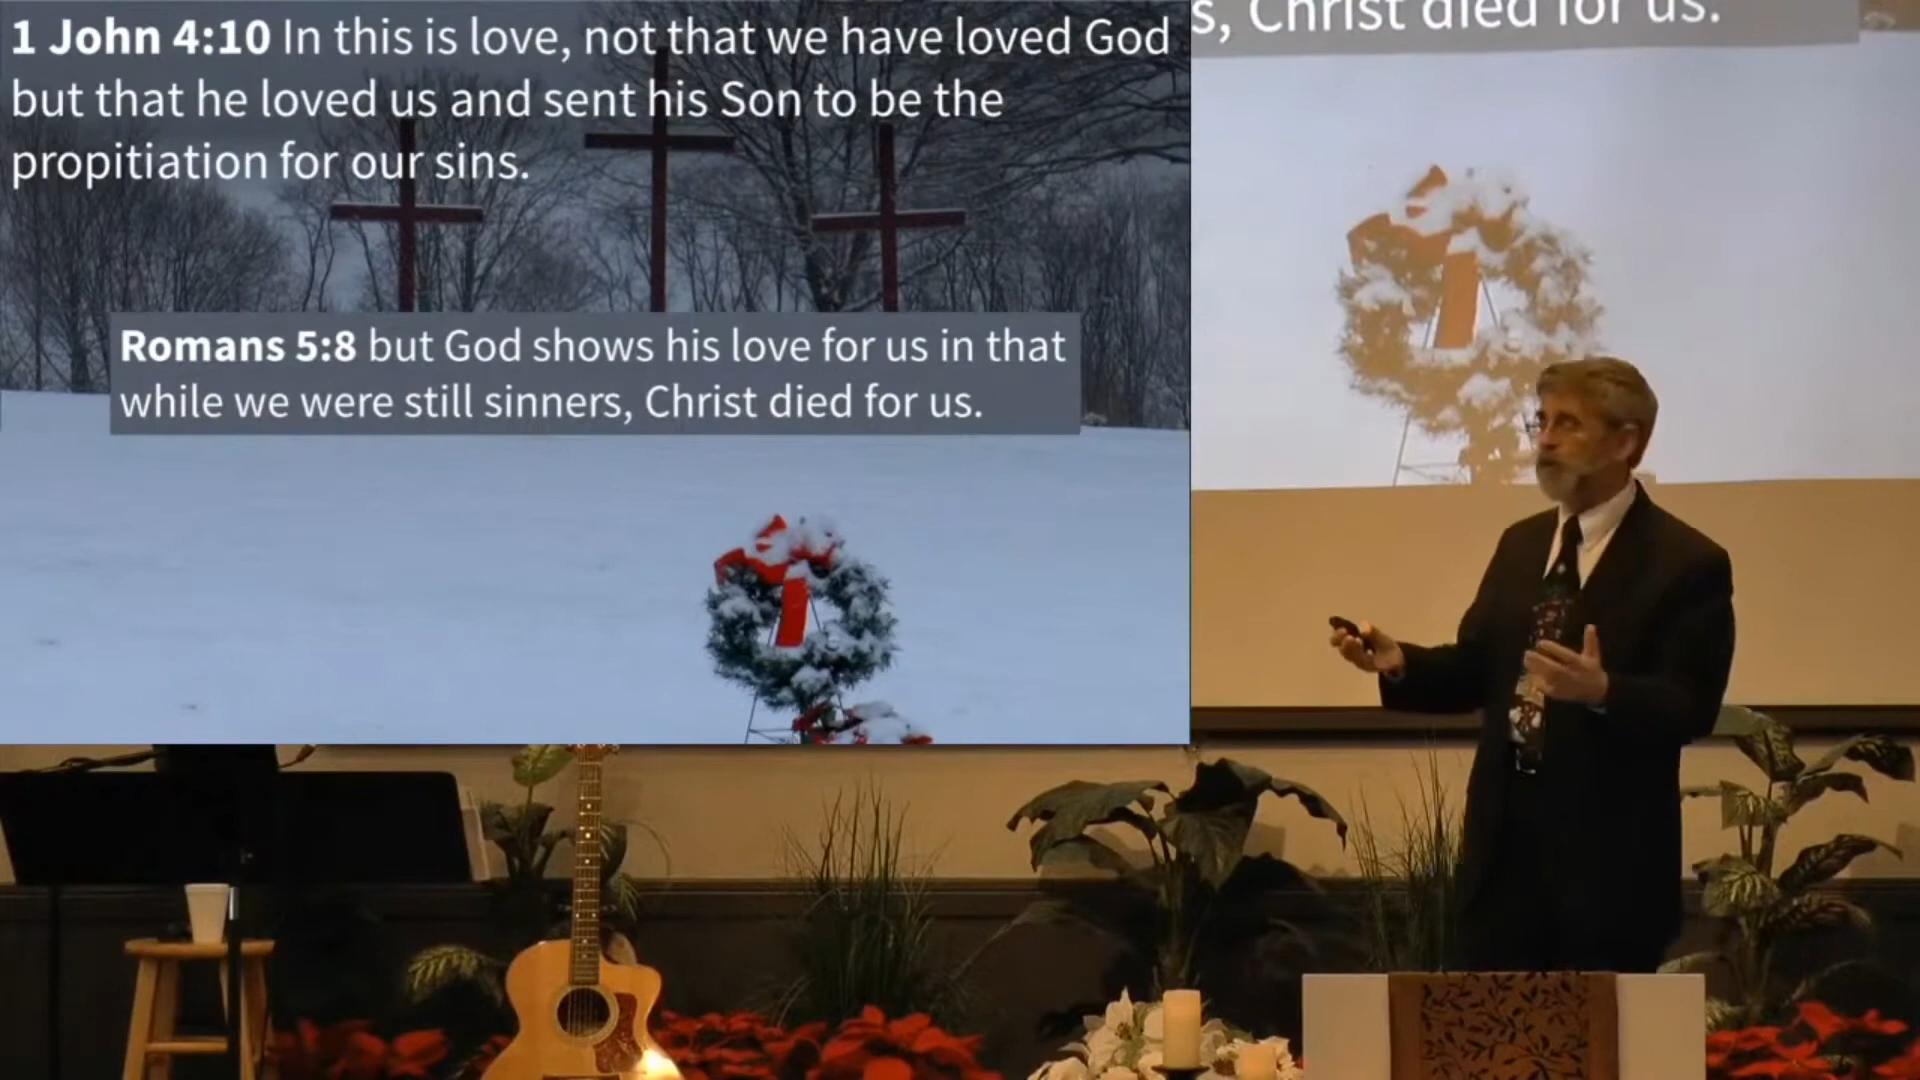 1 John 4:10 In this is love, not that we have loved God
but that he loved us and sent his Son to be the
propitiation for our sins.
Romans 5:8 but God shows his love for us in that
while we were still sinners, Christ died for us.
s, Christ died for us.